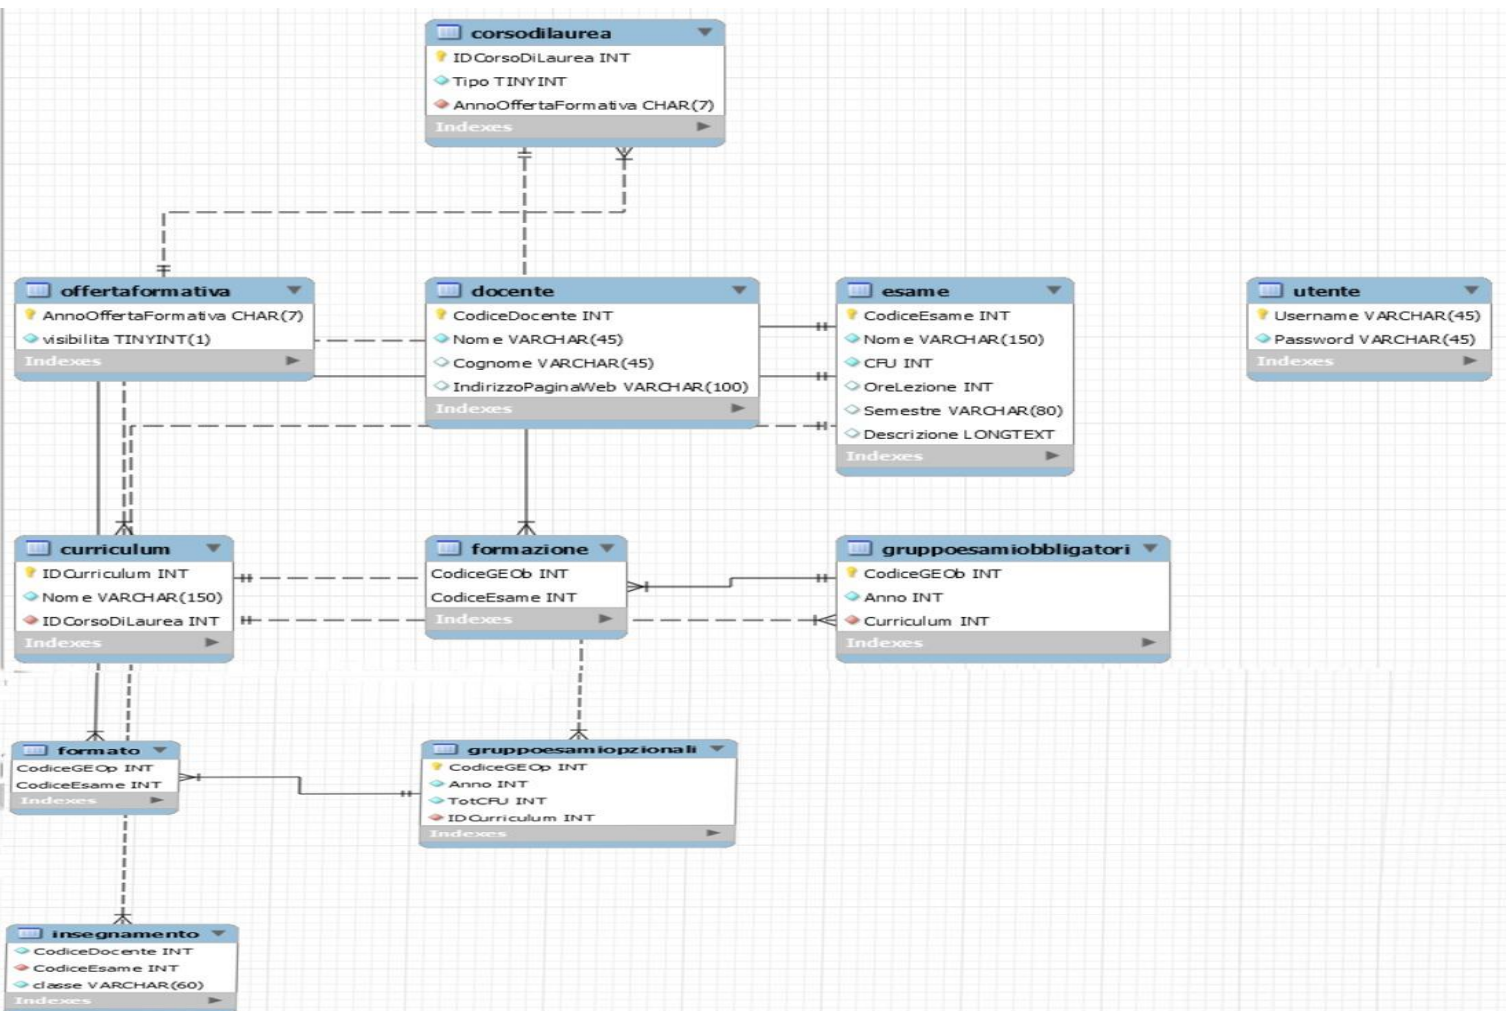 corsodilaurea
IDCorsoDiLaurea INT
Tipo TINYINT
AnnoOffertaFormativa CHAR(7)
Indexes
offertaformativa
AnnoOffertaFormativa CHAR(7)
visibilita TINYINT(1)
Indexes
docente
CodiceDocente INT
Nome VARCHAR(45)
Cognome VARCHAR(45)
IndirizzoPaginaWeb VARCHAR(100)
Indexes
esame
CodiceEsame INT
Nome VARCHAR(150)
CFU INT
OreLezione INT
Semestre VARCHAR(80)
Descrizione LONGTEXT
Indexes
utente
Username VARCHAR(45)
Password VARCHAR(45)
Indexes
curriculum
IDCurriculum INT
Nome VARCHAR(150)
IDCorsoDiLaurea INT
Indexes
formazione
CodiceGEOb INT
CodiceEsame INT
Indexes
gruppoesamiobbligatori
CodiceGEOb INT
Anno INT
Curriculum INT
Indexes
formato
CodiceGEOp INT
CodiceEsame INT
Indexes
gruppoesamiopzionali
CodiceGEOp INT
Anno INT
TotCFU INT
IDCurriculum INT
Indexes
insegnamento
CodiceDocente INT
CodiceEsame INT
classe VARCHAR(60)
Indexes